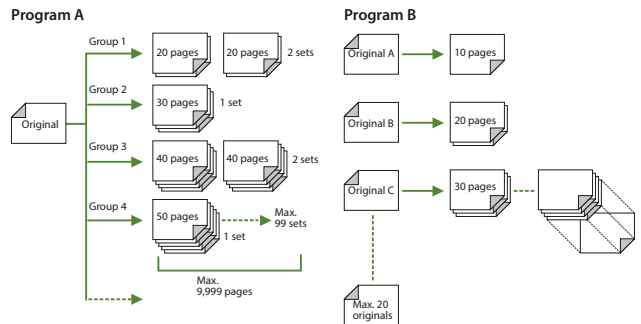 Program A
Group 1
20 pages
20 pages
2 sets
Group 2
30 pages
1 set
Original
Group 3
40 pages
40 pages
2 sets
Group 4
50 pages
1 set
Max.
99 sets
Max.
9,999 pages
Program B
Original A
10 pages
Original B
20 pages
Original C
30 pages
Max. 20
originals